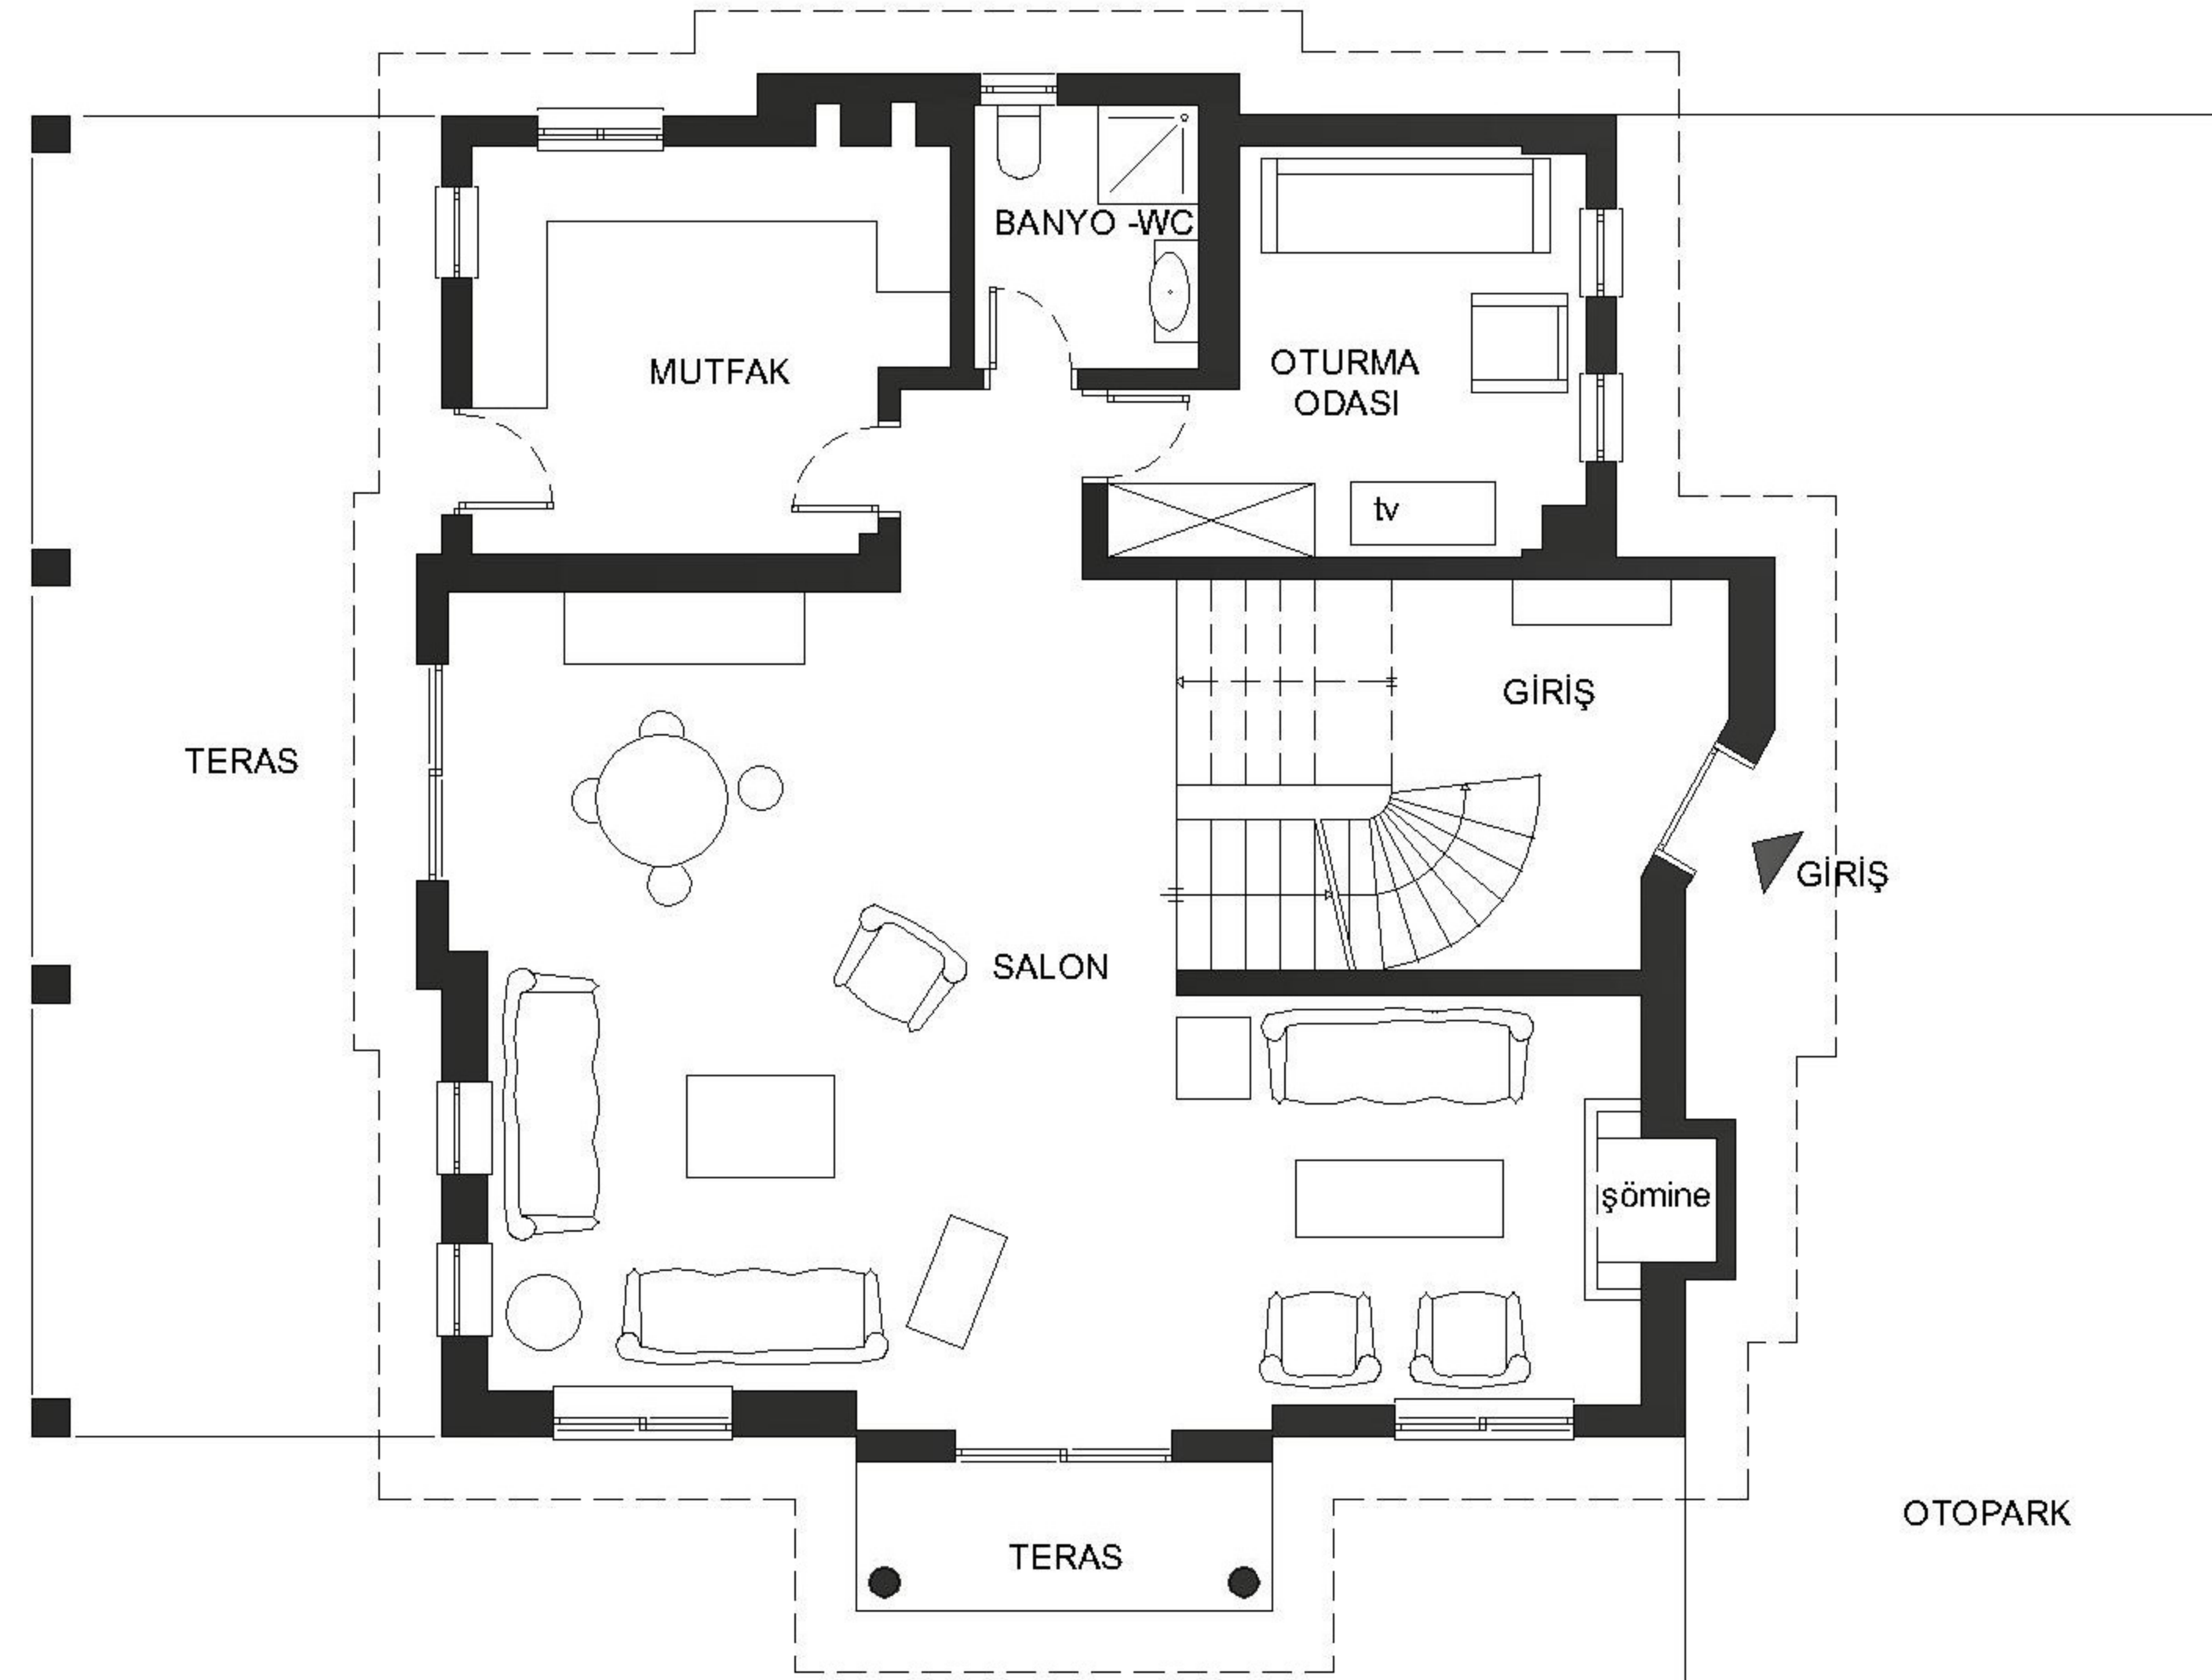 BANYO -WC
MUTFAK
OTURMA
ODASI
tv
GİRİŞ
TERAS
GİRİŞ
SALON
şömine
OTOPARK
TERAS